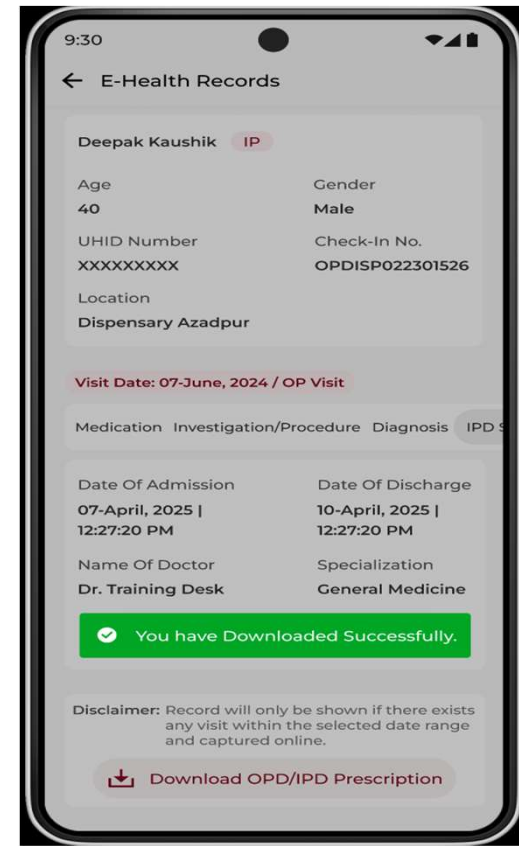 9:30
E-Health Records
Deepak Kaushik IP
Age Gender
40 Male
UHID Number Check-In No.
XXXXXXXXX OPDISP022301526
Location
Dispensary Azadpur
Visit Date: 07-June, 2024 / OP Visit
Medication Investigation/Procedure Diagnosis IPD S
Date Of Admission Date Of Discharge
07-April, 2025 | 10-April, 2025 |
12:27:20 PM 12:27:20 PM
Name Of Doctor Specialization
Dr. Training Desk General Medicine
You have Downloaded Successfully.
Disclaimer: Record will only be shown if there exists
any visit within the selected date range
and captured online.
Download OPD/IPD Prescription